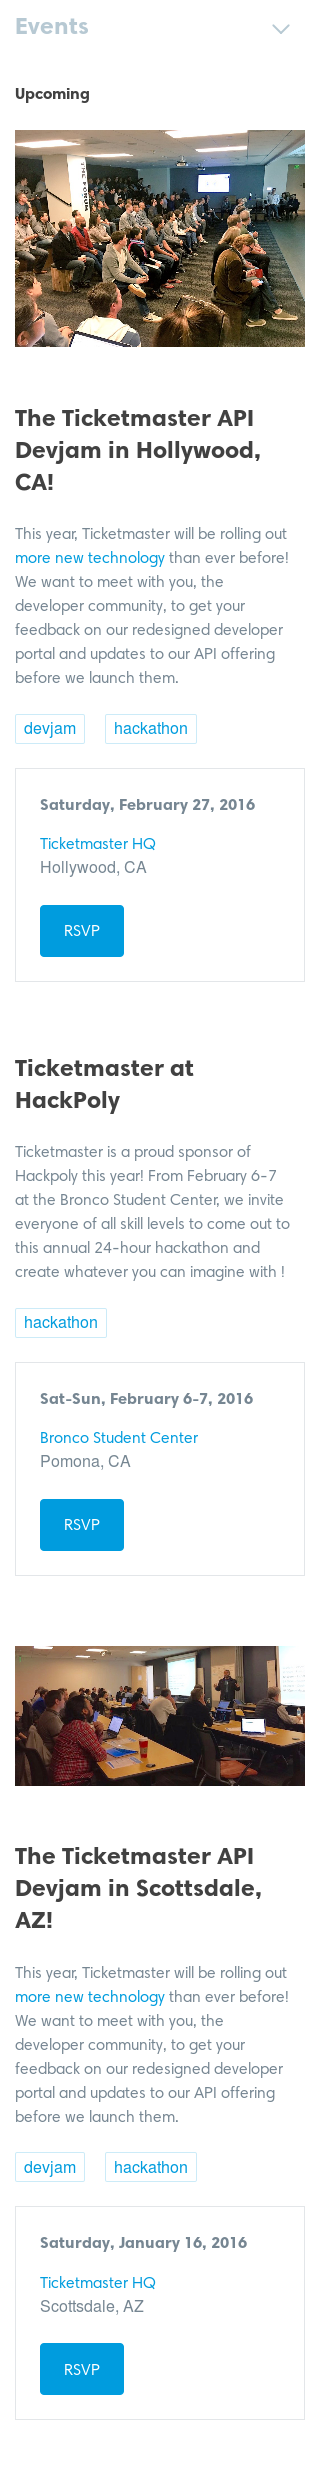 Events
Upcoming
The Ticketmaster API
Devjam in Hollywood,
CA!
This year, Ticketmaster will be rolling out
more new technology than ever before!
We want to meet with you, the
developer community, to get your
feedback on our redesigned developer
portal and updates to our API offering
before we launch them.
devjam hackathon
Saturday, February 27, 2016
Ticketmaster HQ
Hollywood, CA
RSVP
Ticketmaster at
HackPoly
Ticketmaster is a proud sponsor of
Hackpoly this year! From February 6-7
at the Bronco Student Center, we invite
everyone of all skill levels to come out to
this annual 24-hour hackathon and
create whatever you can imagine with !
hackathon
Sat-Sun, February 6-7, 2016
Bronco Student Center
Pomona, CA
RSVP
The Ticketmaster API
Devjam in Scottsdale,
AZ!
This year, Ticketmaster will be rolling out
more new technology than ever before!
We want to meet with you, the
developer community, to get your
feedback on our redesigned developer
portal and updates to our API offering
before we launch them.
devjam hackathon
Saturday, January 16, 2016
Ticketmaster HQ
Scottsdale, AZ
RSVP